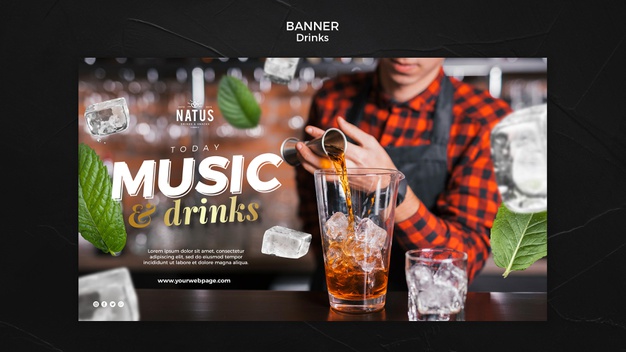 BANNER
Drinks
NATUS
TODAY
MUSIC
& drinks
Lorem ipsum dolor sit amet, consectetur
adipiscing elit, sed do eiusmod tempor
incididunt ut labore et dolore magna aliqua.
www.yourwebpage.com